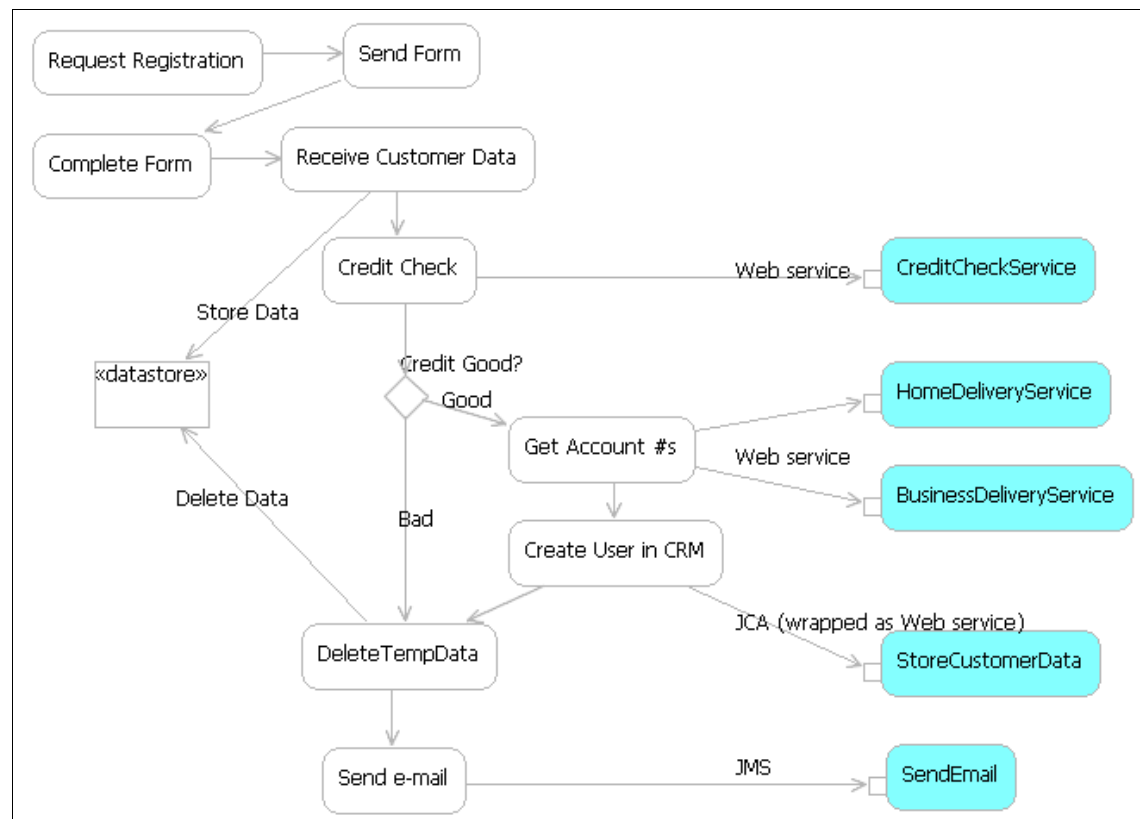 Request Registration
Send Form
Complete Form
Receive Customer Data
Credit Check
Web service
CreditCheckService
Store Data
«datastore»
Credit Good?
Good
HomeDeliveryService
Get Account #s
Web service
BusinessDeliveryService
Delete Data
Bad
Create User in CRM
JCA (wrapped as Web service)
DeleteTempData
StoreCustomerData
Send e-mail
JMS
SendEmail